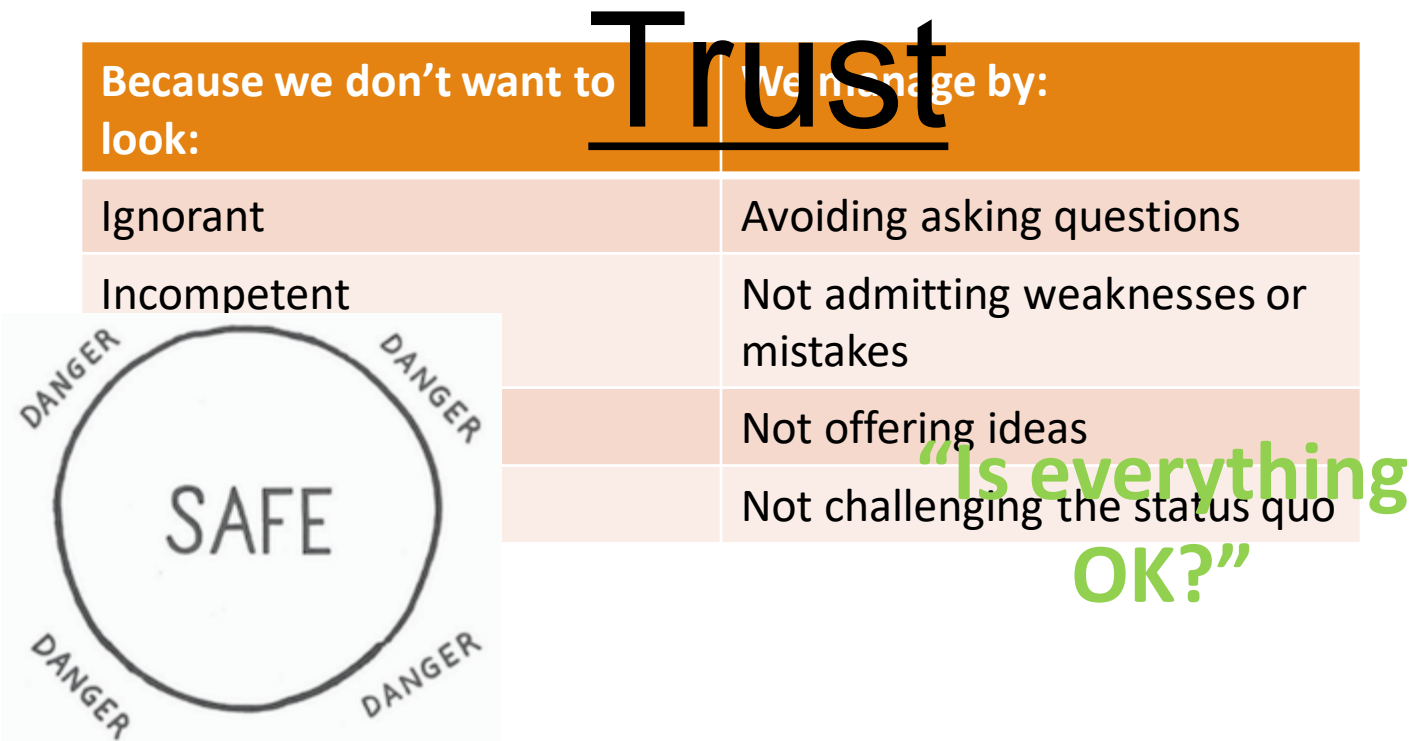 Trust
Because we don’t want to
look:
We manage by:
Ignorant
Avoiding asking questions
Incompetent
Not admitting weaknesses or
mistakes
Not offering ideas
Not challenging the status quo
“Is everything
OK?”
DANGER
DANGER
SAFE
DANGER
DANGER